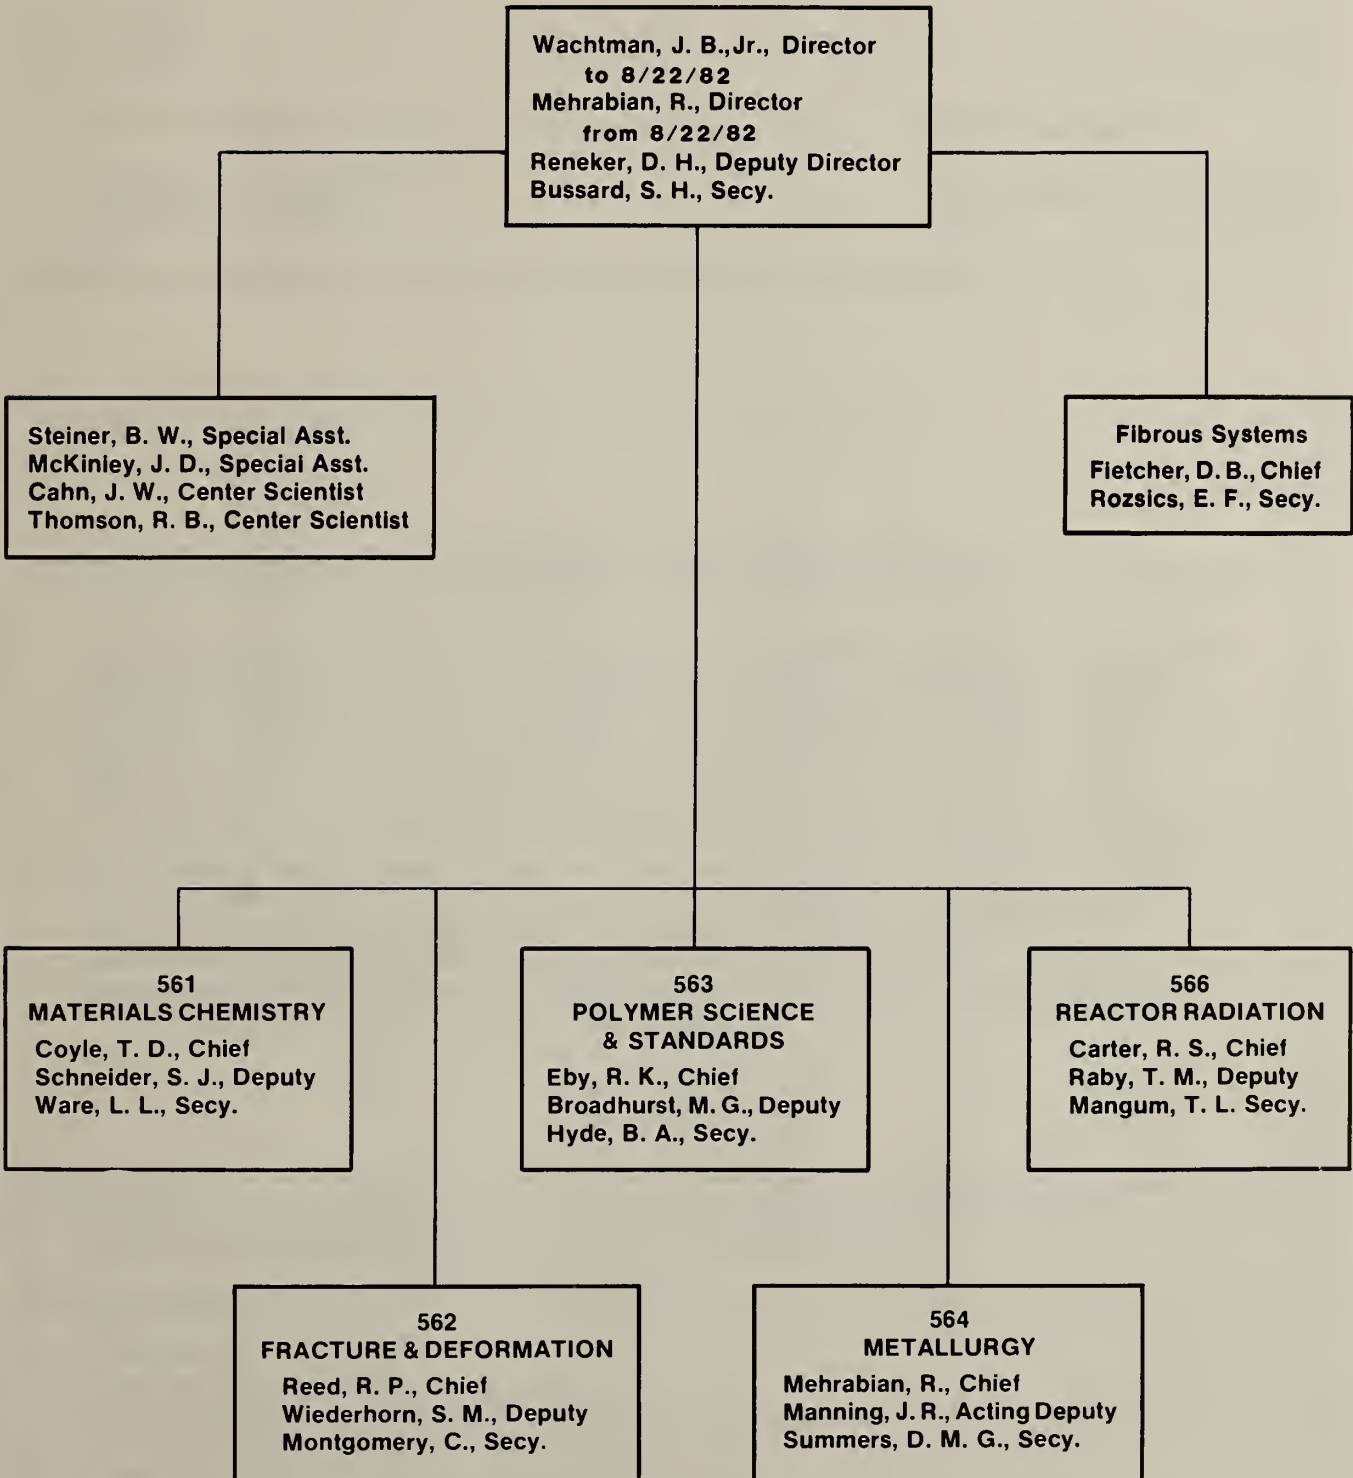 Wachtman, J. B.,Jr., Director
to 8/22/82
Mehrabian, R., Director
from 8/22/82
Reneker, D. H., Deputy Director
Bussard, S. H., Secy.
Steiner, B. W., Special Asst.
McKinley, J. D., Special Asst.
Cahn, J. W., Center Scientist
Thomson, R. B., Center Scientist
Fibrous Systems
Fletcher, D. B., Chief
Rozsics, E. F., Secy.
561
MATERIALS CHEMISTRY
Coyle, T. D., Chief
Schneider, S. J., Deputy
Ware, L. L., Secy.
563
POLYMER SCIENCE
& STANDARDS
Eby, R. K., Chief
Broadhurst, M. G., Deputy
Hyde, B. A., Secy.
566
REACTOR RADIATION
Carter, R. S., Chief
Raby, T. M., Deputy
Mangum, T. L. Secy.
562
FRACTURE & DEFORMATION
Reed, R. P., Chief
Wiederhorn, S. M., Deputy
Montgomery, C., Secy.
564
METALLURGY
Mehrabian, R., Chief
Manning, J. R., Acting Deputy
Summers, D. M. G., Secy.